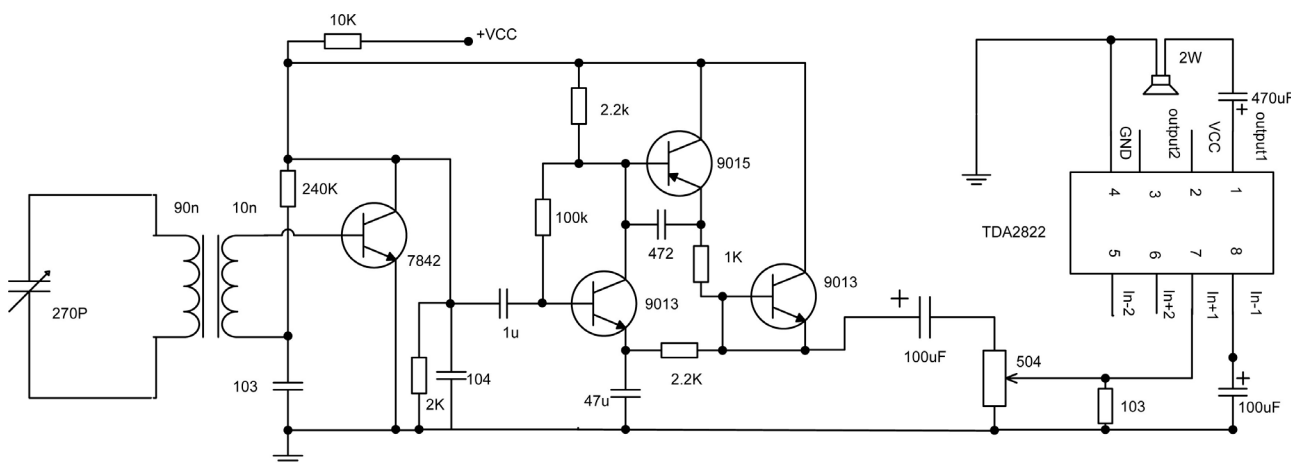 10K
+VCC
2W
470uF
2.2k
GND
output2
VCC
output1
9015
4
3
2
1
240K
90n
10n
100k
TDA2822
472
7842
1K
5
6
7
8
9013
9013
In-2
In+2
In+1
In-1
270P
1u
100uF
504
2.2K
103
104
2K
47u
103
100uF